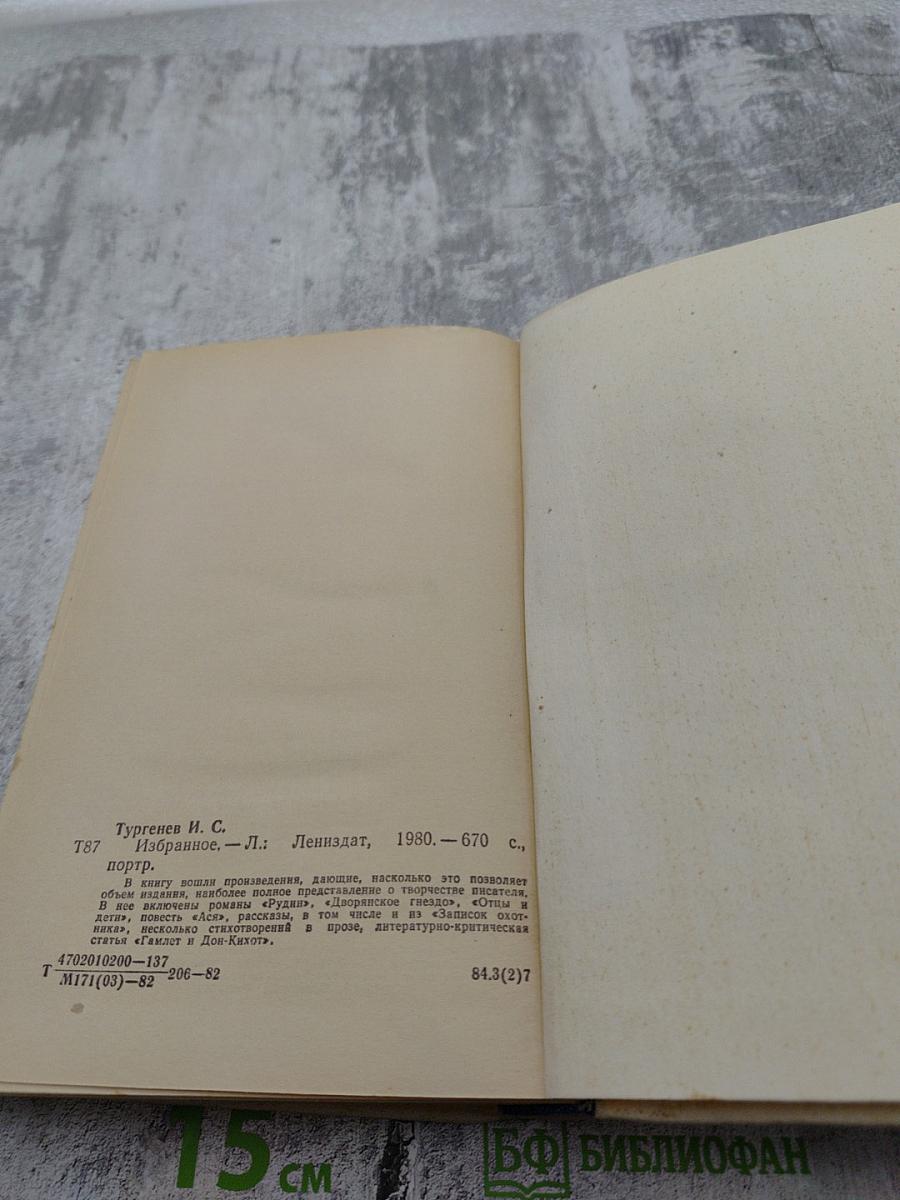 Тургенев И. С.
Т87 Избранное. — Л.: Лениздат, 1980. — 670 с.,
портр.
В книгу вошли произведения, дающие, насколько это позволяет
объем издания, наиболее полное представление о творчестве писателя.
В нее включены романы «Рудин», «Дворянское гнездо», «Отцы и
дети», повесть «Ася», рассказы, в том числе и из «Записок охот-
ника», несколько стихотворений в прозе, литературно-критическая
статья «Гамлет и Дон-Кихот».
4702010200—137
Т 206—82 84.3(2)7
М171(03)—82
15 см БФ БИБЛИОФАН